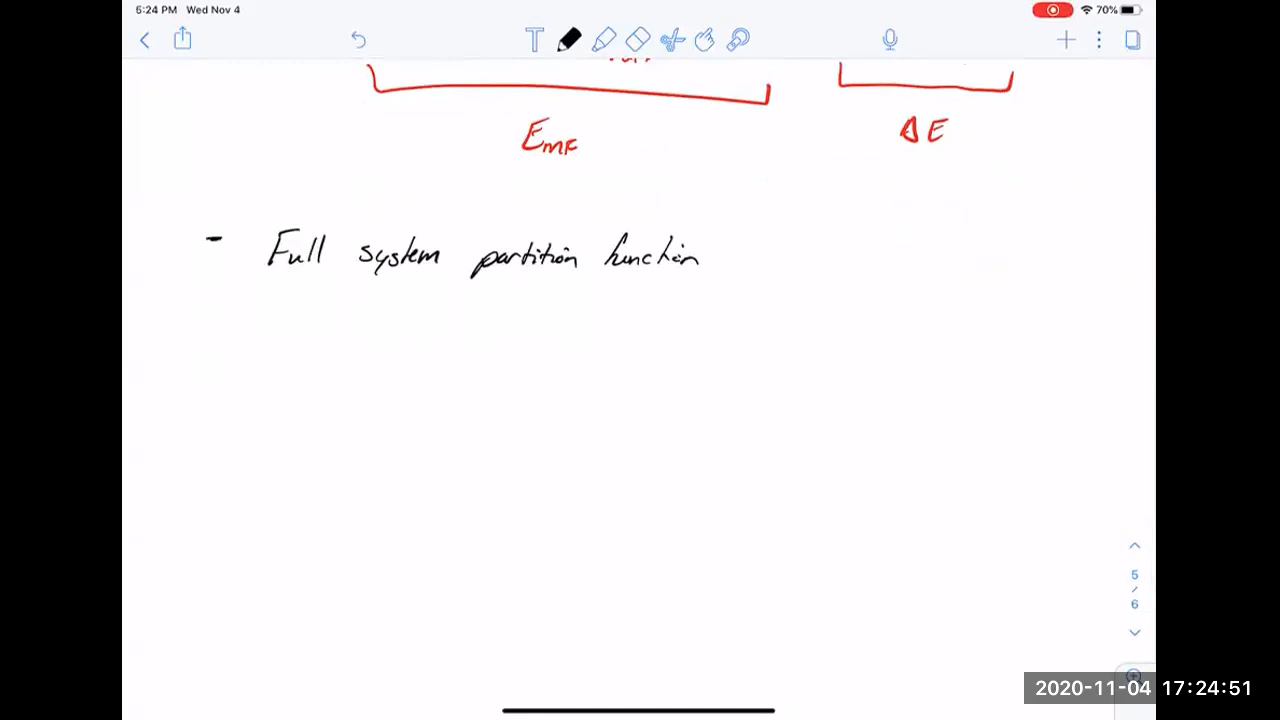 5:24 PM Wed Nov 4
70%
E_MF
ΔE
- Full system partition function
5
/
6
2020-11-04 17:24:51